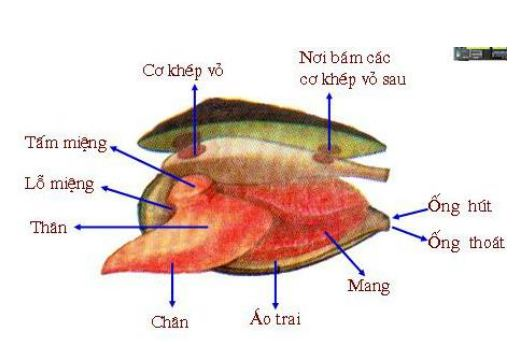 Cơ khép vỏ
Nơi bám các
cơ khép vỏ sau
Tấm miệng
Lỗ miệng
Thân
Ống hút
Ống thoát
Mang
Chân
Áo trai